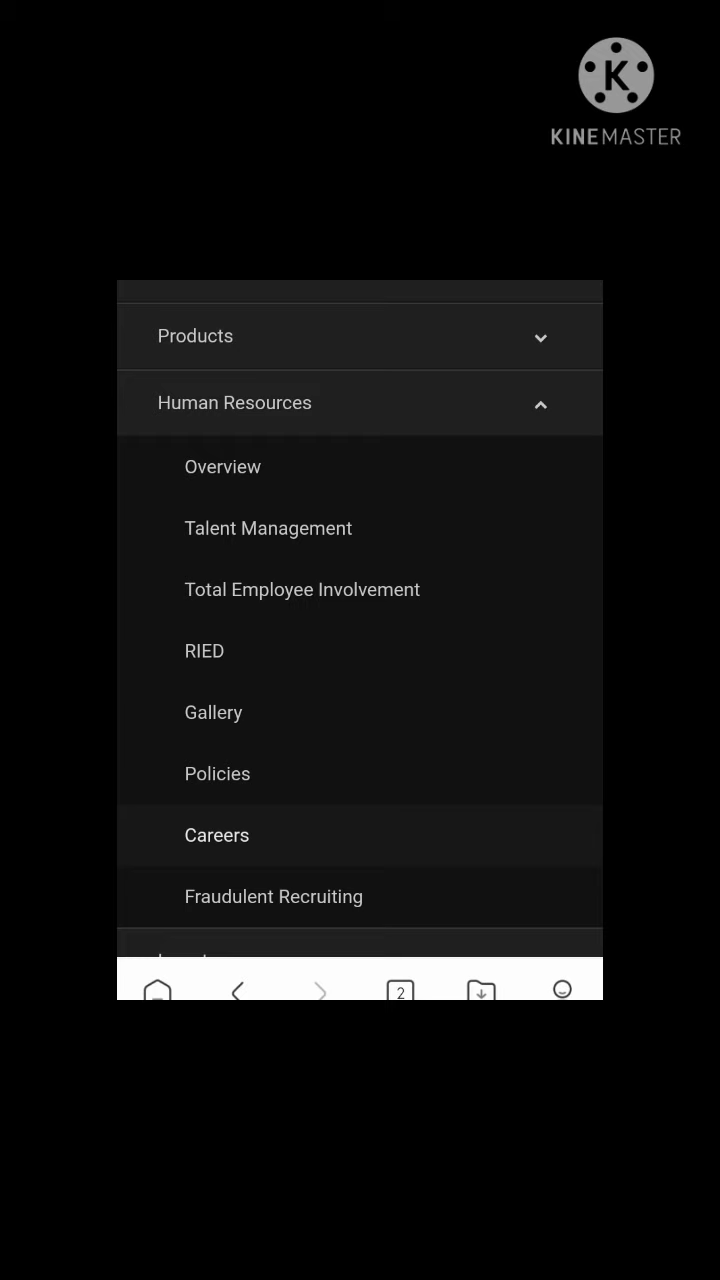 KINEMASTER
Products
Human Resources
Overview
Talent Management
Total Employee Involvement
RIED
Gallery
Policies
Careers
Fraudulent Recruiting
2